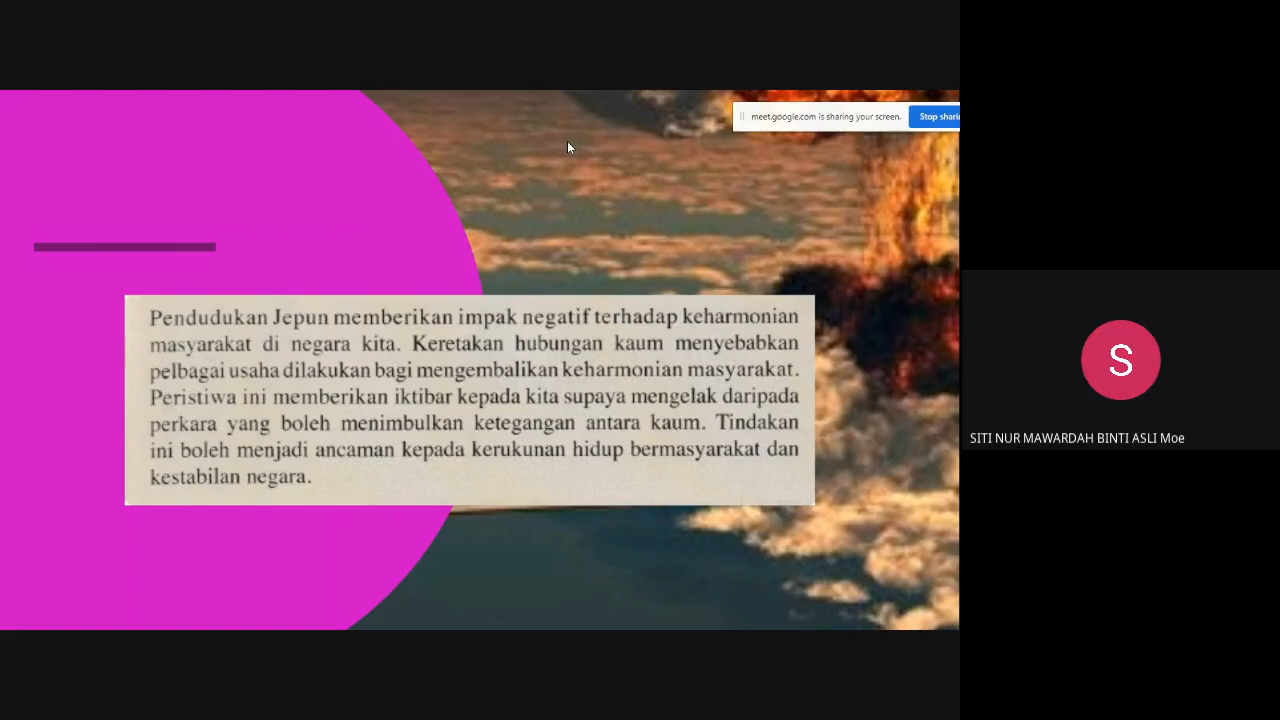 meet.google.com is sharing your screen.
Stop shari
Pendudukan Jepun memberikan impak negatif terhadap keharmonian
masyarakat di negara kita. Keretakan hubungan kaum menyebabkan
pelbagai usaha dilakukan bagi mengembalikan keharmonian masyarakat.
Peristiwa ini memberikan iktibar kepada kita supaya mengelak daripada
perkara yang boleh menimbulkan ketegangan antara kaum. Tindakan
ini boleh menjadi ancaman kepada kerukunan hidup bermasyarakat dan
kestabilan negara.
S
SITI NUR MAWARDAH BINTI ASLI Moe